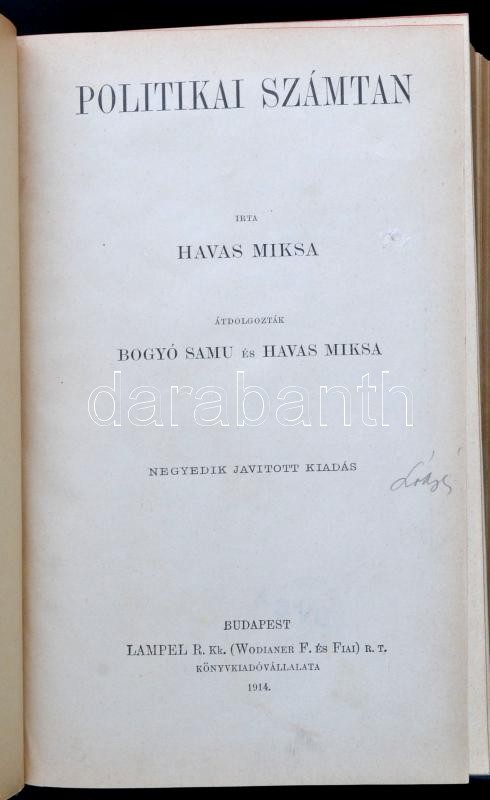 POLITIKAI SZÁMTAN
IRTA
HAVAS MIKSA
ÁTDOLGOZTÁK
BOGYÓ SAMU ÉS HAVAS MIKSA
darabanth
NEGYEDIK JAVITOTT KIADÁS
BUDAPEST
LAMPEL R. KK. (WODIANER F. ÉS FIAI) R. T.
KÖNYVKIADÓVÁLLALATA
1914.